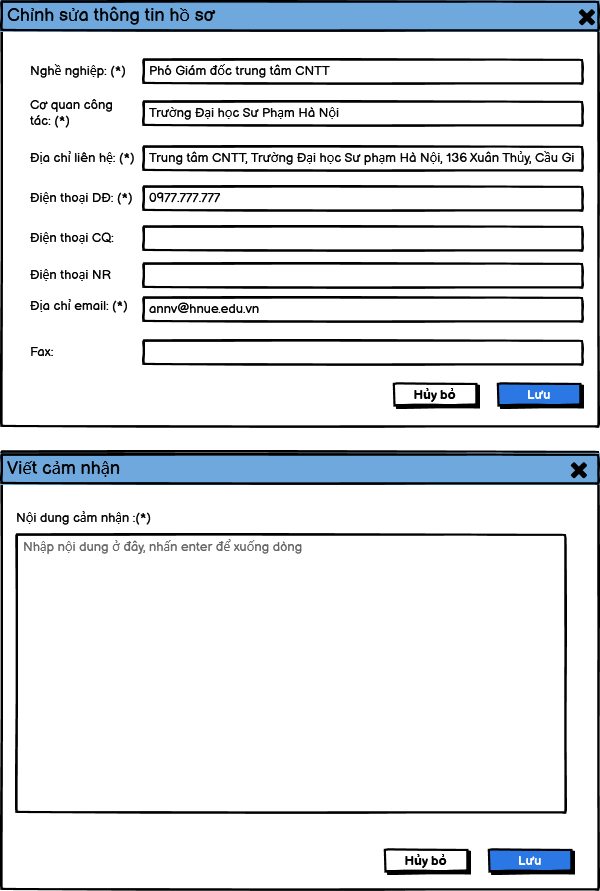 Chỉnh sửa thông tin hồ sơ
Nghề nghiệp: (*)
Phó Giám đốc trung tâm CNTT
Cơ quan công
tác: (*)
Trường Đại học Sư Phạm Hà Nội
Địa chỉ liên hệ: (*)
Trung tâm CNTT, Trường Đại học Sư phạm Hà Nội, 136 Xuân Thủy, Cầu Gi
Điện thoại DĐ: (*)
0977.777.777
Điện thoại CQ:
Điện thoại NR
Địa chỉ email: (*)
annv@hnue.edu.vn
Fax:
Hủy bỏ
Lưu
Viết cảm nhận
Nội dung cảm nhận :(*)
Nhập nội dung ở đây, nhấn enter để xuống dòng
Hủy bỏ
Lưu